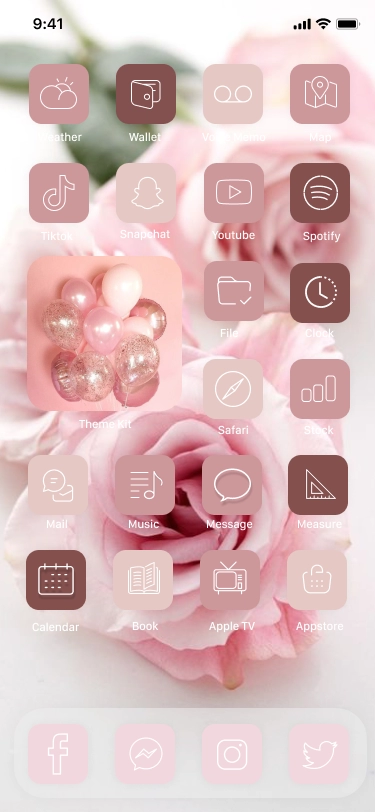 9:41
Weather Wallet Voice Memo Map
Tiktok Snapchat Youtube Spotify
File Clock
Theme Kit Safari Stock
Mail Music Message Measure
Calendar Book Apple TV Appstore